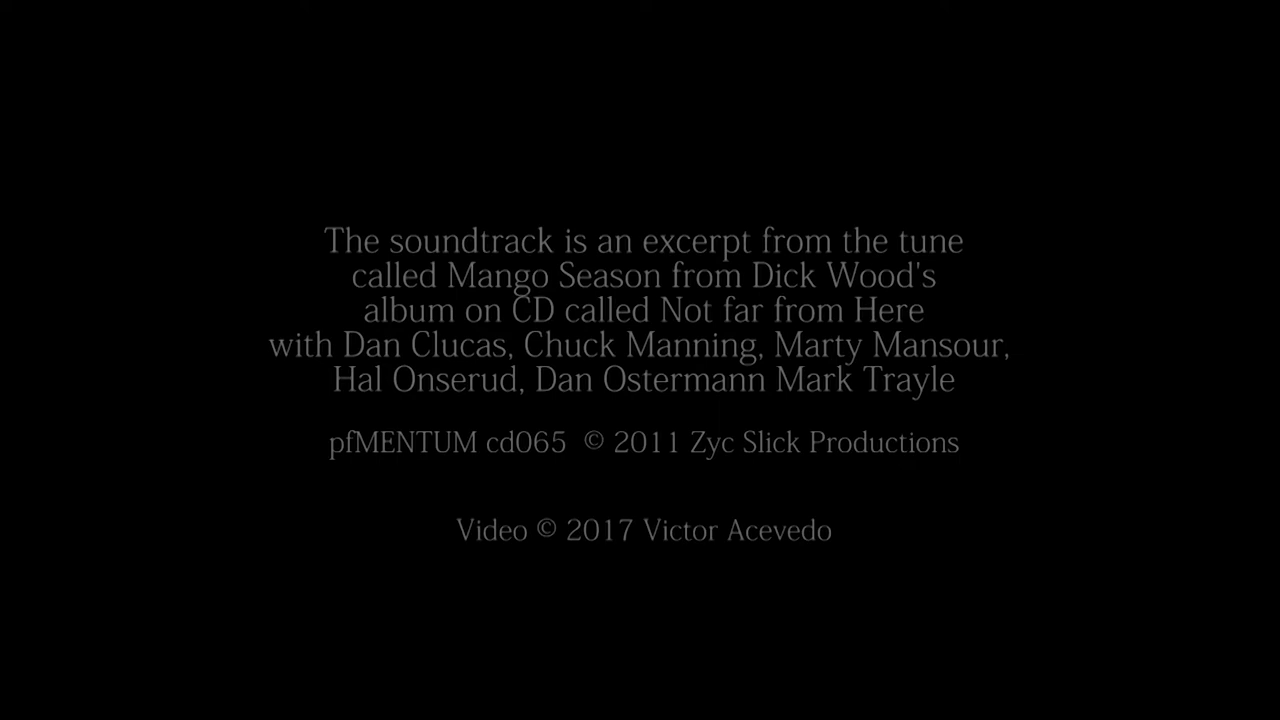 The soundtrack is an excerpt from the tune
called Mango Season from Dick Wood's
album on CD called Not far from Here
with Dan Clucas, Chuck Manning, Marty Mansour,
Hal Onserud, Dan Ostermann Mark Trayle
pfMENTUM cd065 © 2011 Zyc Slick Productions
Video © 2017 Victor Acevedo